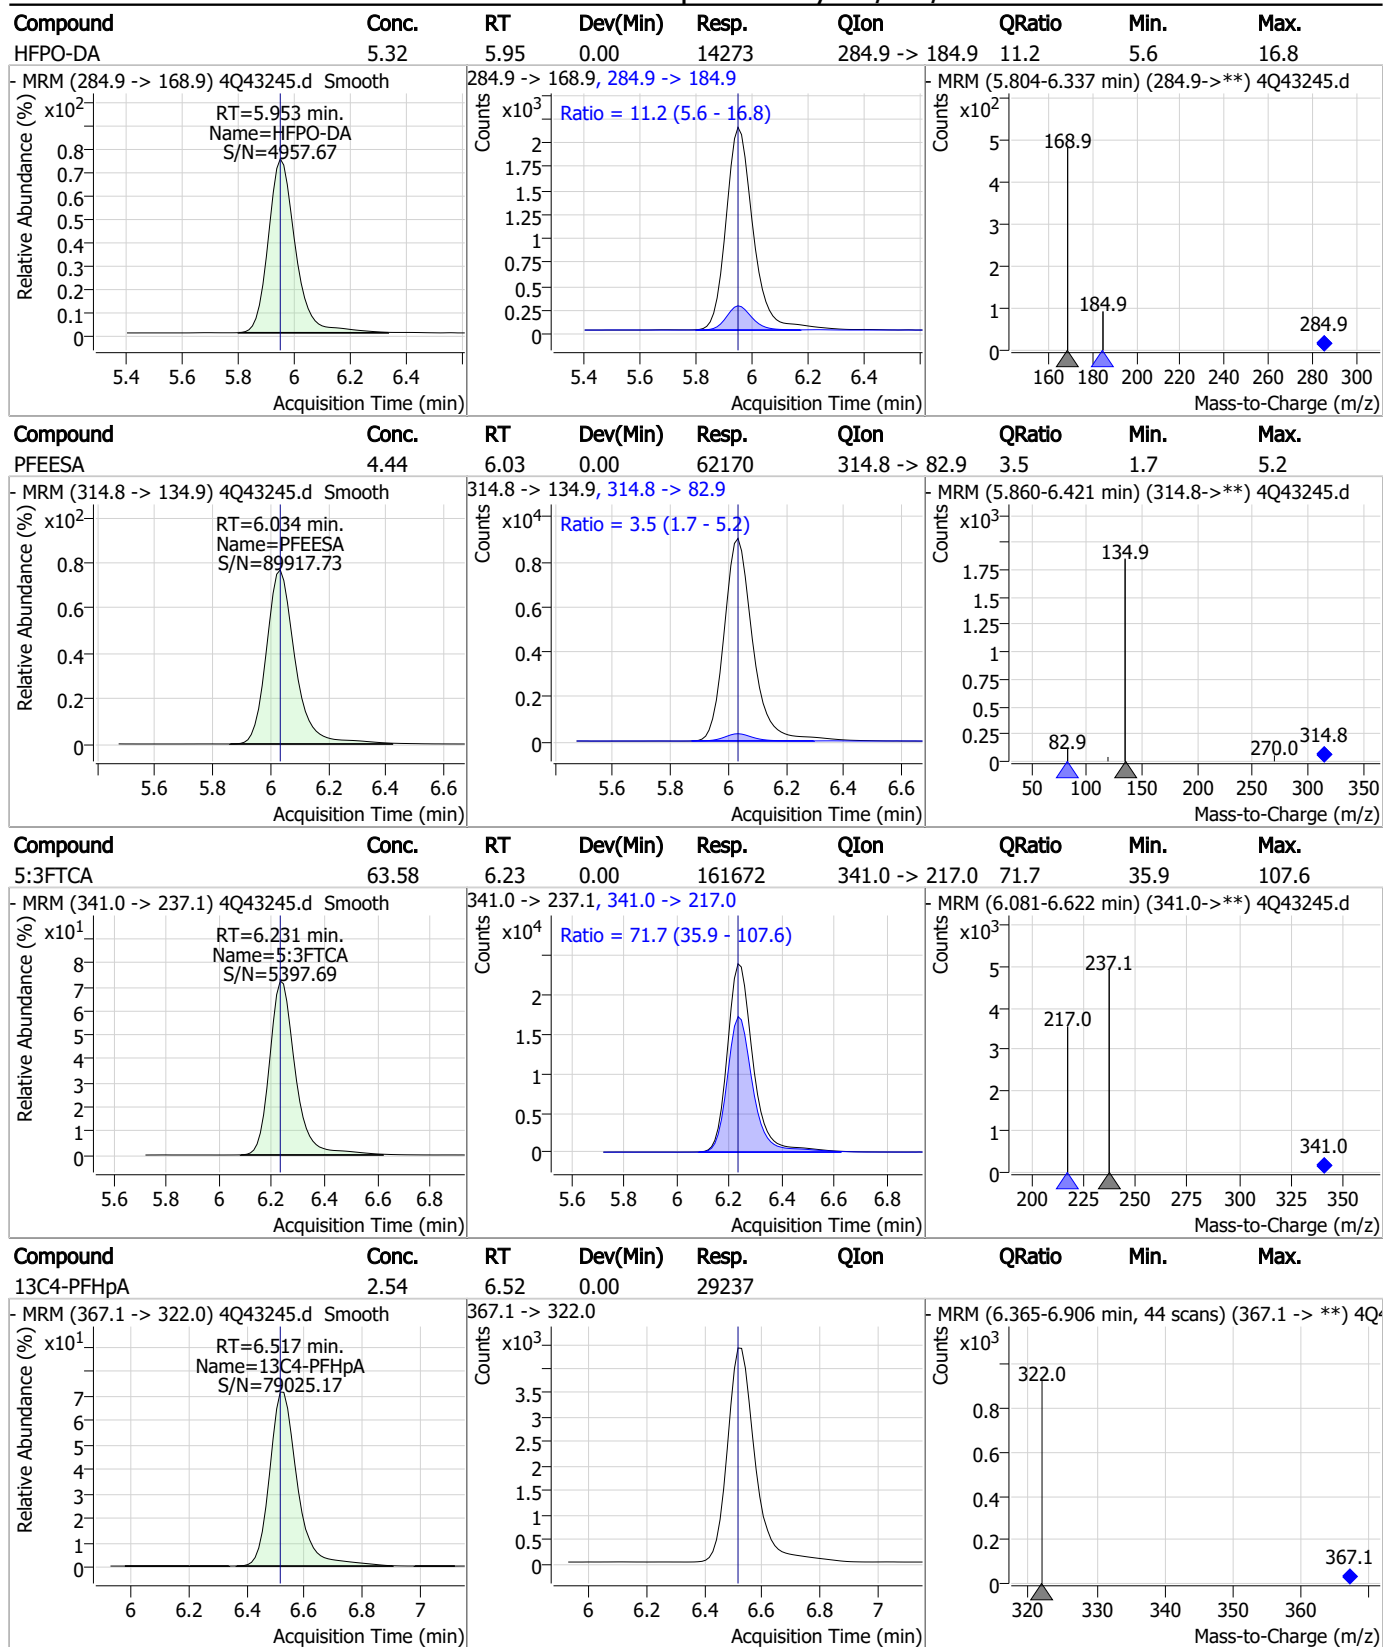 Compound Conc. RT Dev(Min) Resp. QIon QRatio Min. Max.
HFPO-DA 5.32 5.95 0.00 14273 284.9 -> 184.9 11.2 5.6 16.8
- MRM (284.9 -> 168.9) 4Q43245.d Smooth
RT=5.953 min.
Name=HFPO-DA
S/N=4957.67
x10²
0.8
0.7
0.6
0.5
0.4
0.3
0.2
0.1
0
Relative Abundance (%)
5.4 5.6 5.8 6 6.2 6.4
Acquisition Time (min)
284.9 -> 168.9, 284.9 -> 184.9
Ratio = 11.2 (5.6 - 16.8)
x10³
2
1.75
1.5
1.25
1
0.75
0.5
0.25
0
Counts
5.4 5.6 5.8 6 6.2 6.4
Acquisition Time (min)
- MRM (5.804-6.337 min) (284.9->**) 4Q43245.d
x10²
5
4
3
2
1
0
Counts
168.9
184.9
284.9
160 180 200 220 240 260 280 300
Mass-to-Charge (m/z)
Compound Conc. RT Dev(Min) Resp. QIon QRatio Min. Max.
PFEESA 4.44 6.03 0.00 62170 314.8 -> 82.9 3.5 1.7 5.2
- MRM (314.8 -> 134.9) 4Q43245.d Smooth
RT=6.034 min.
Name=PFEESA
S/N=89917.73
x10²
0.8
0.6
0.4
0.2
0
Relative Abundance (%)
5.6 5.8 6 6.2 6.4 6.6
Acquisition Time (min)
314.8 -> 134.9, 314.8 -> 82.9
Ratio = 3.5 (1.7 - 5.2)
x10⁴
0.8
0.6
0.4
0.2
0
Counts
5.6 5.8 6 6.2 6.4 6.6
Acquisition Time (min)
- MRM (5.860-6.421 min) (314.8->**) 4Q43245.d
x10³
1.75
1.5
1.25
1
0.75
0.5
0.25
0
Counts
134.9
82.9
270.0
314.8
50 100 150 200 250 300 350
Mass-to-Charge (m/z)
Compound Conc. RT Dev(Min) Resp. QIon QRatio Min. Max.
5:3FTCA 63.58 6.23 0.00 161672 341.0 -> 217.0 71.7 35.9 107.6
- MRM (341.0 -> 237.1) 4Q43245.d Smooth
RT=6.231 min.
Name=5:3FTCA
S/N=5397.69
x10¹
8
7
6
5
4
3
2
1
0
Relative Abundance (%)
5.6 5.8 6 6.2 6.4 6.6 6.8
Acquisition Time (min)
341.0 -> 237.1, 341.0 -> 217.0
Ratio = 71.7 (35.9 - 107.6)
x10⁴
2
1.5
1
0.5
0
Counts
5.6 5.8 6 6.2 6.4 6.6 6.8
Acquisition Time (min)
- MRM (6.081-6.622 min) (341.0->**) 4Q43245.d
x10³
5
4
3
2
1
0
Counts
237.1
217.0
341.0
200 225 250 275 300 325 350
Mass-to-Charge (m/z)
Compound Conc. RT Dev(Min) Resp. QIon QRatio Min. Max.
13C4-PFHpA 2.54 6.52 0.00 29237
- MRM (367.1 -> 322.0) 4Q43245.d Smooth
RT=6.517 min.
Name=13C4-PFHpA
S/N=79025.17
x10¹
7
6
5
4
3
2
1
0
Relative Abundance (%)
6 6.2 6.4 6.6 6.8 7
Acquisition Time (min)
367.1 -> 322.0
x10³
3.5
3
2.5
2
1.5
1
0.5
0
Counts
6 6.2 6.4 6.6 6.8 7
Acquisition Time (min)
- MRM (6.365-6.906 min, 44 scans) (367.1 -> **) 4Q4
x10³
0.8
0.6
0.4
0.2
0
Counts
322.0
367.1
320 330 340 350 360
Mass-to-Charge (m/z)